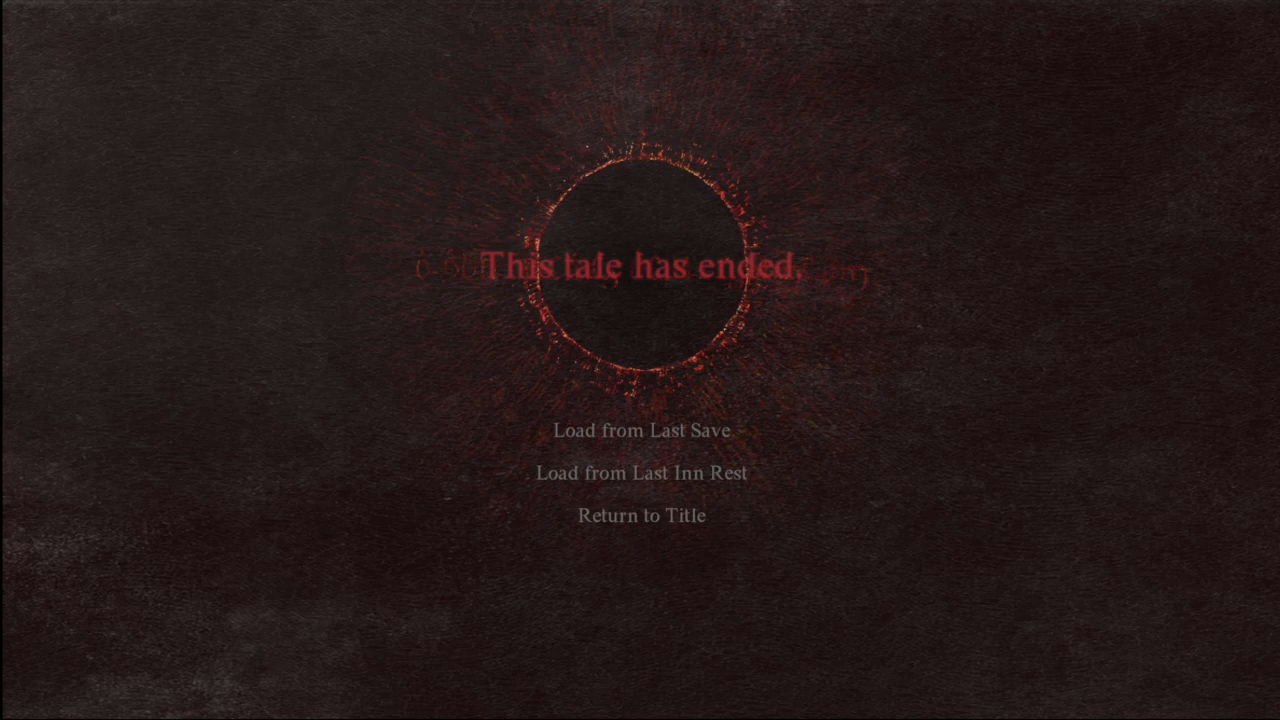 This tale has ended.
Load from Last Save
Load from Last Inn Rest
Return to Title